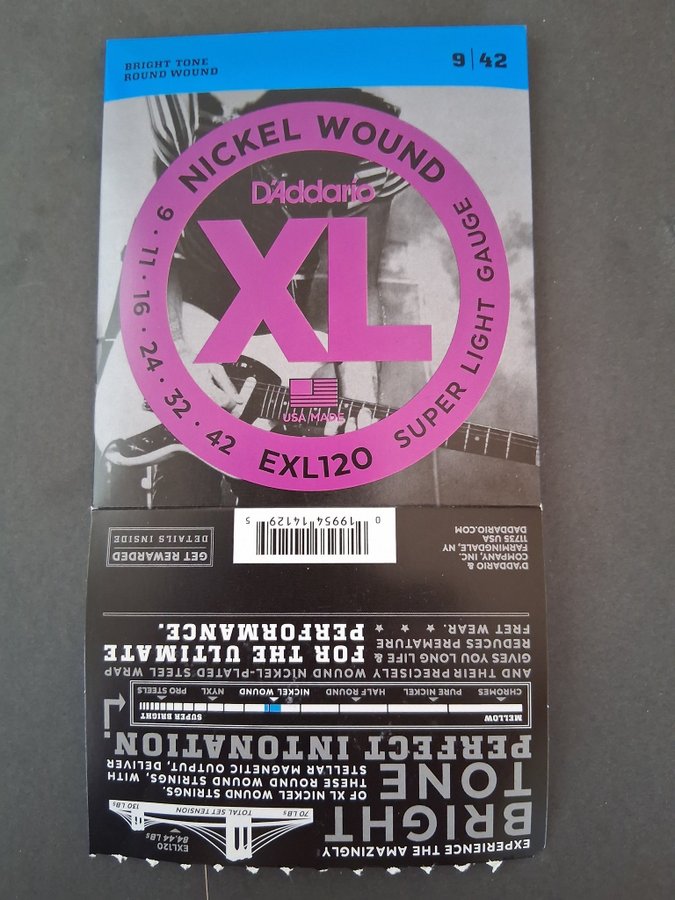 BRIGHT TONE
ROUND WOUND
9|42
NICKEL WOUND
D'Addario
XL
USA MADE
9 · 11 · 16 · 24 · 32 · 42
EXL120
SUPER LIGHT GAUGE
EXPERIENCE THE AMAZINGLY
BRIGHT
TONE
OF XL NICKEL WOUND STRINGS.
THESE ROUND WOUND STRINGS, WITH
STELLAR MAGNETIC OUTPUT, DELIVER
PERFECT INTONATION.
EXL120
84.44 LBs
70 LBs
TOTAL SET TENSION
130 LBs
MELLOW
SUPER BRIGHT
CHROMES
PURE NICKEL
HALF ROUND
NICKEL WOUND
NYXL
PRO STEELS
AND THEIR PRECISELY WOUND NICKEL-PLATED STEEL WRAP
GIVES YOU LONG LIFE &
REDUCES PREMATURE
FRET WEAR. ★ ★ ★ ★
FOR THE ULTIMATE
PERFORMANCE.
D'ADDARIO &
COMPANY, INC.
FARMINGDALE, NY
11735 USA
DADDARIO.COM
0 19954 14129 5
GET REWARDED
DETAILS INSIDE